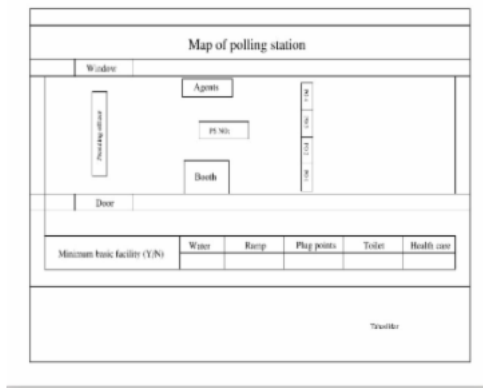 Map of polling station
Window
Agents
Presiding officer
PS NO:
Booth
Door
Minimum basic facility (Y/N)
Water
Ramp
Plug points
Toilet
Health care